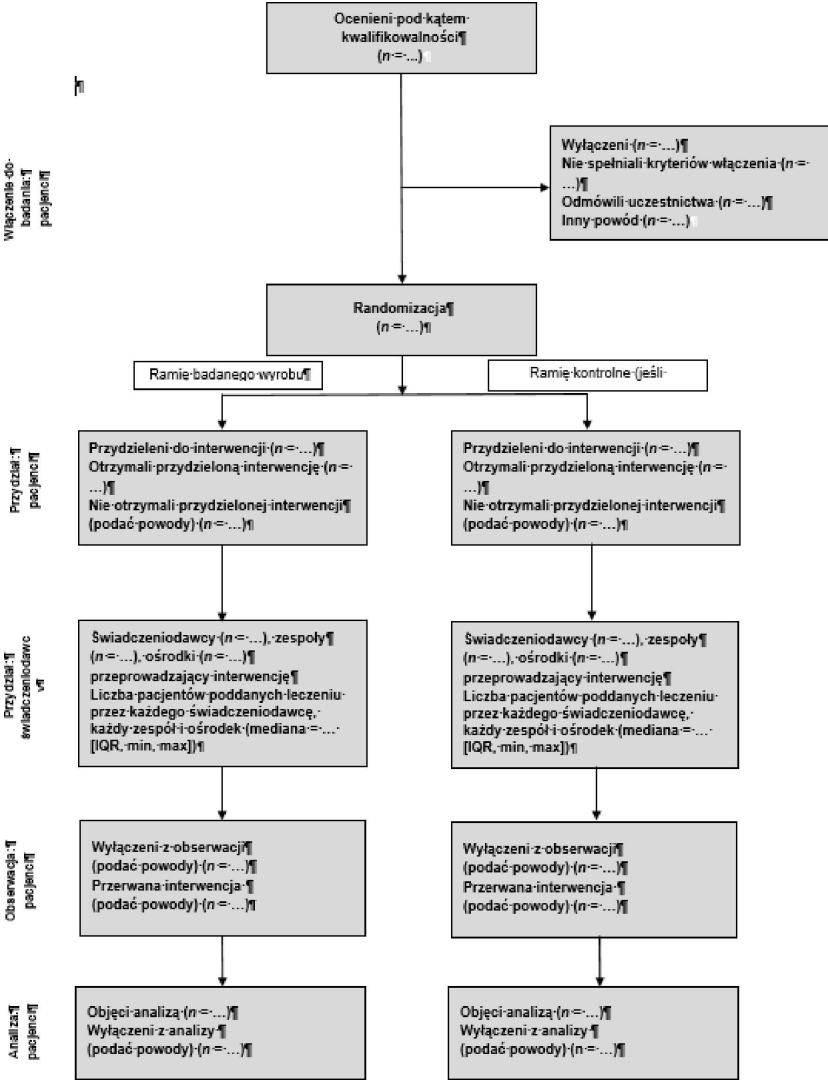 Ocenieni·pod·kątem·
kwalifikowalności¶
(n·=·...)¶
¶
Włączenie·do·
badania:¶
pacjenci¶
Wyłączeni·(n·=·…)¶
Nie·spełniali·kryteriów·włączenia·(n·=·
…)¶
Odmówili·uczestnictwa·(n·=·…)¶
Inny·powód·(n·=·…)
Randomizacja¶
(n·=·…)¶
Ramię·badanego·wyrobu¶
Ramię·kontrolne·(jeśli·
Przydział:¶
pacjenci¶
Przydzieleni·do·interwencji·(n·=·…)¶
Otrzymali·przydzieloną·interwencję·(n·=·
…)¶
Nie·otrzymali·przydzielonej·interwencji¶
(podać·powody)·(n·=·…)¶
Przydzieleni·do·interwencji·(n·=·…)¶
Otrzymali·przydzieloną·interwencję·(n·=·
…)¶
Nie·otrzymali·przydzielonej·interwencji¶
(podać·powody)·(n·=·…)¶
Przydział:¶
świadczeniodawc
y¶
Świadczeniodawcy·(n·=·…),·zespoły¶
(n·=·…),·ośrodki·(n·=·…)¶
przeprowadzający·interwencję¶
Liczba·pacjentów·poddanych·leczeniu·
przez·każdego·świadczeniodawcę,·
każdy·zespół·i·ośrodek·(mediana·=·…·
[IQR,·min,·max])¶
Świadczeniodawcy·(n·=·…),·zespoły¶
(n·=·…),·ośrodki·(n·=·…)¶
przeprowadzający·interwencję¶
Liczba·pacjentów·poddanych·leczeniu·
przez·każdego·świadczeniodawcę,·
każdy·zespół·i·ośrodek·(mediana·=·…·
[IQR,·min,·max])¶
Obserwacja:¶
pacjenci¶
Wyłączeni·z·obserwacji¶
(podać·powody)·(n·=·…)¶
Przerwana·interwencja·¶
(podać·powody)·(n·=·…)¶
Wyłączeni·z·obserwacji¶
(podać·powody)·(n·=·…)¶
Przerwana·interwencja·¶
(podać·powody)·(n·=·…)¶
Analiza:¶
pacjenci¶
Objęci·analizą·(n·=·…)¶
Wyłączeni·z·analizy·¶
(podać·powody)·(n·=·…)¶
Objęci·analizą·(n·=·…)¶
Wyłączeni·z·analizy·¶
(podać·powody)·(n·=·…)¶